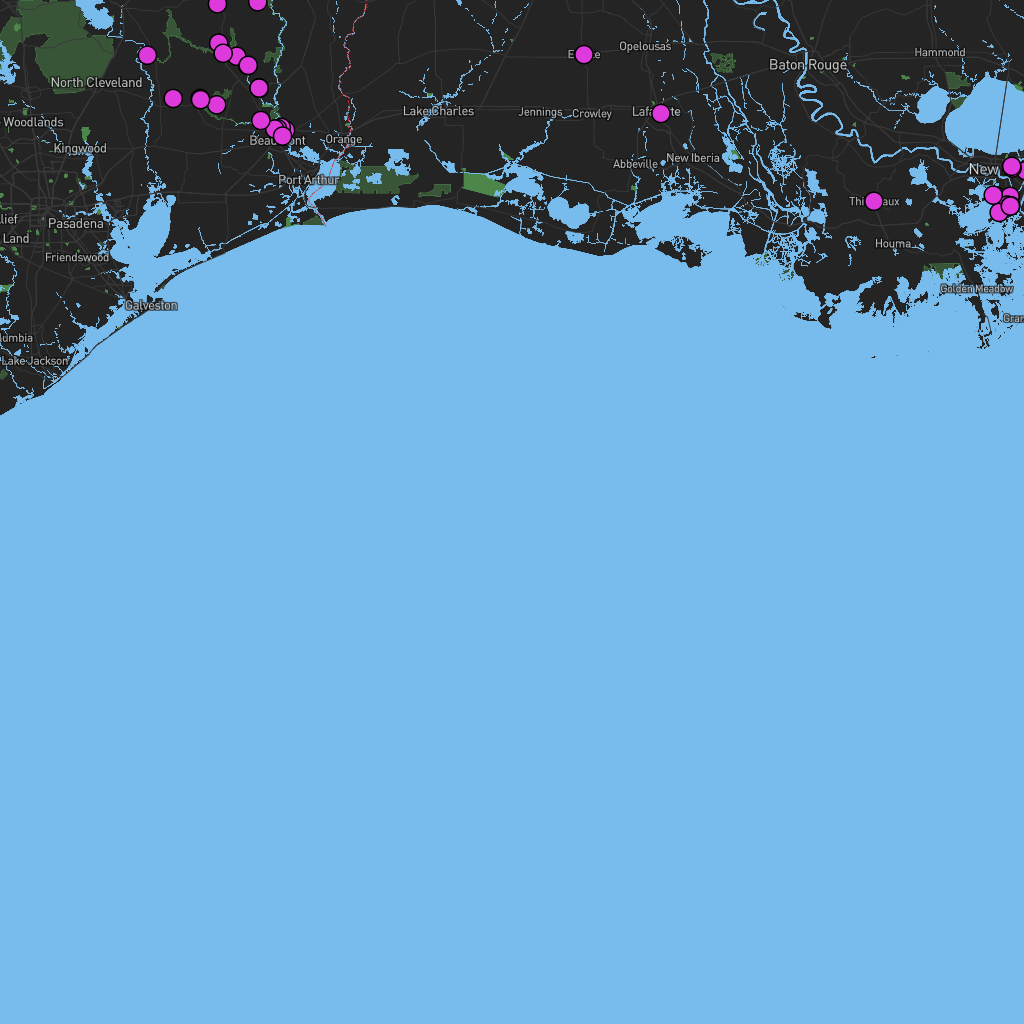 Opelousas
Hammond
Baton Rouge
North Cleveland
Lake Charles
Jennings
Crowley
Woodlands
Orange
Kingwood
Port Arthur
Abbeville
New Iberia
New
Pasadena
Land
Houma
Friendswood
Golden Meadow
Galveston
Lake Jackson